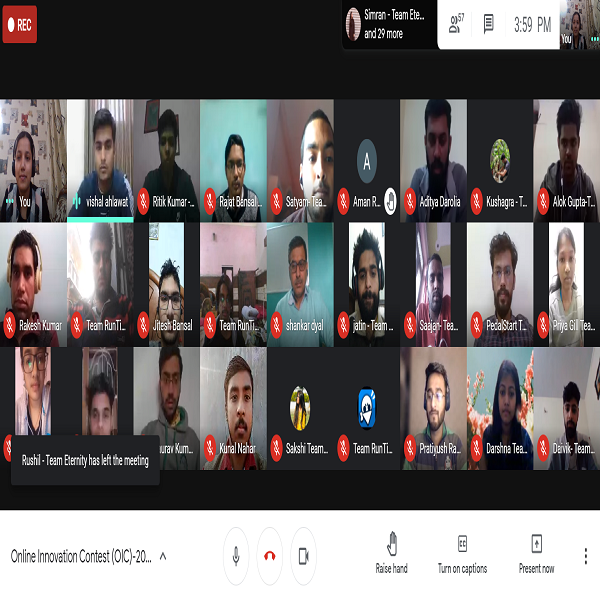 REC
Simran - Team Ete...
and 29 more
57
3:59 PM
You
You
vishal ahlawat
Ritik Kumar -...
Rajat Bansal...
Satyam- Tea...
A
Aman R...
Aditya Darolia
Kushagra - T...
Alok Gupta-T...
Rakesh Kumar
Team RunTi...
Jitesh Bansal
Team RunTi...
shankar dyal
jatin - Team ...
Saajan- Tea...
PedalStart T...
Priya Gill Tea...
aurav Kum...
Kunal Nahar
Sakshi Team...
Team RunTi...
Pratiyush Ra...
Darshna Tea...
Daivik- Team...
Rushil - Team Eternity has left the meeting
Online Innovation Contest (OIC)-20...
Raise hand
Turn on captions
Present now